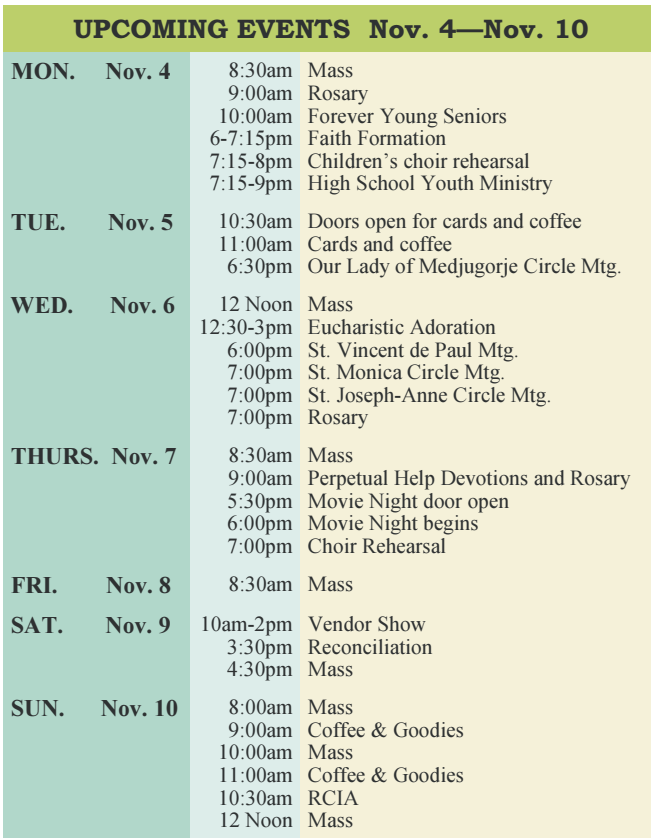 UPCOMING EVENTS Nov. 4—Nov. 10
MON. Nov. 4 8:30am Mass
9:00am Rosary
10:00am Forever Young Seniors
6-7:15pm Faith Formation
7:15-8pm Children's choir rehearsal
7:15-9pm High School Youth Ministry
TUE. Nov. 5 10:30am Doors open for cards and coffee
11:00am Cards and coffee
6:30pm Our Lady of Medjugorje Circle Mtg.
WED. Nov. 6 12 Noon Mass
12:30-3pm Eucharistic Adoration
6:00pm St. Vincent de Paul Mtg.
7:00pm St. Monica Circle Mtg.
7:00pm St. Joseph-Anne Circle Mtg.
7:00pm Rosary
THURS. Nov. 7 8:30am Mass
9:00am Perpetual Help Devotions and Rosary
5:30pm Movie Night door open
6:00pm Movie Night begins
7:00pm Choir Rehearsal
FRI. Nov. 8 8:30am Mass
SAT. Nov. 9 10am-2pm Vendor Show
3:30pm Reconciliation
4:30pm Mass
SUN. Nov. 10 8:00am Mass
9:00am Coffee & Goodies
10:00am Mass
11:00am Coffee & Goodies
10:30am RCIA
12 Noon Mass